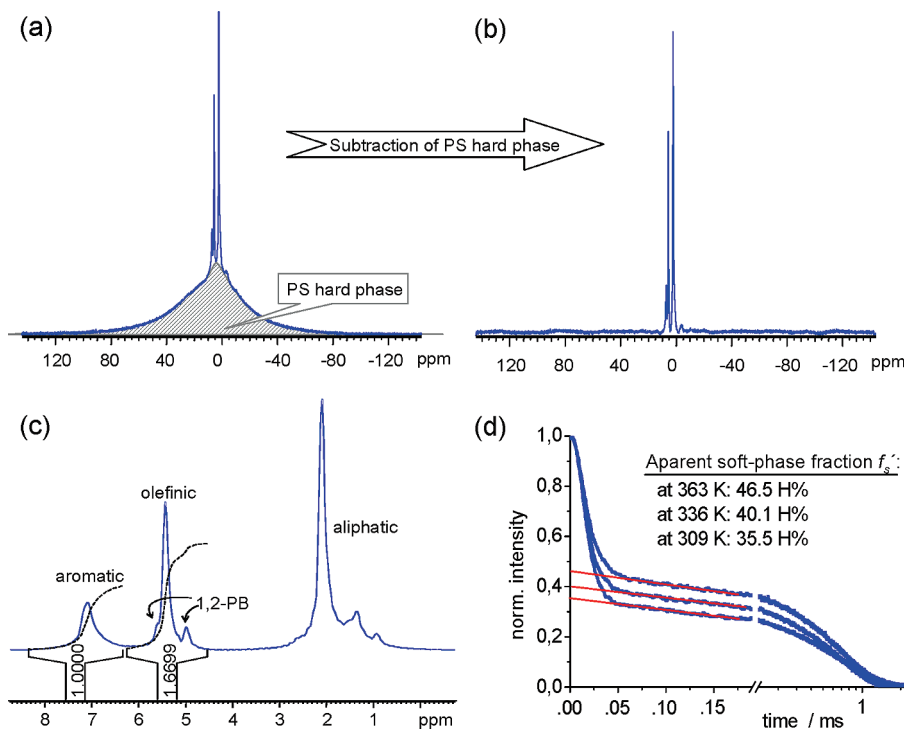 (a)
PS hard phase
120 80 40 0 -40 -80 -120 ppm
Subtraction of PS hard phase
(b)
120 80 40 0 -40 -80 -120 ppm
(c)
aromatic
olefinic
1,2-PB
aliphatic
1.0000
1.6699
8 7 6 5 4 3 2 1 ppm
(d)
norm. intensity
1,0
0,8
0,6
0,4
0,2
0,0
Apparent soft-phase fraction fs´:
at 363 K: 46.5 H%
at 336 K: 40.1 H%
at 309 K: 35.5 H%
.00 .05 .10 .15 1
time / ms